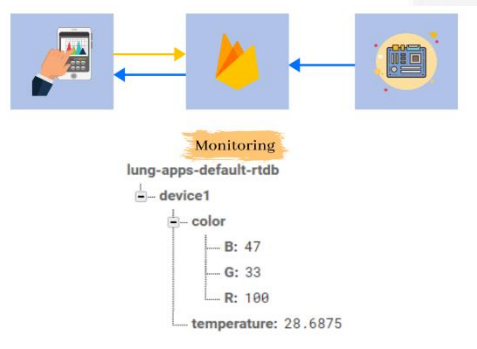 Monitoring
lung-apps-default-rtdb
device1
color
B: 47
G: 33
R: 100
temperature: 28.6875